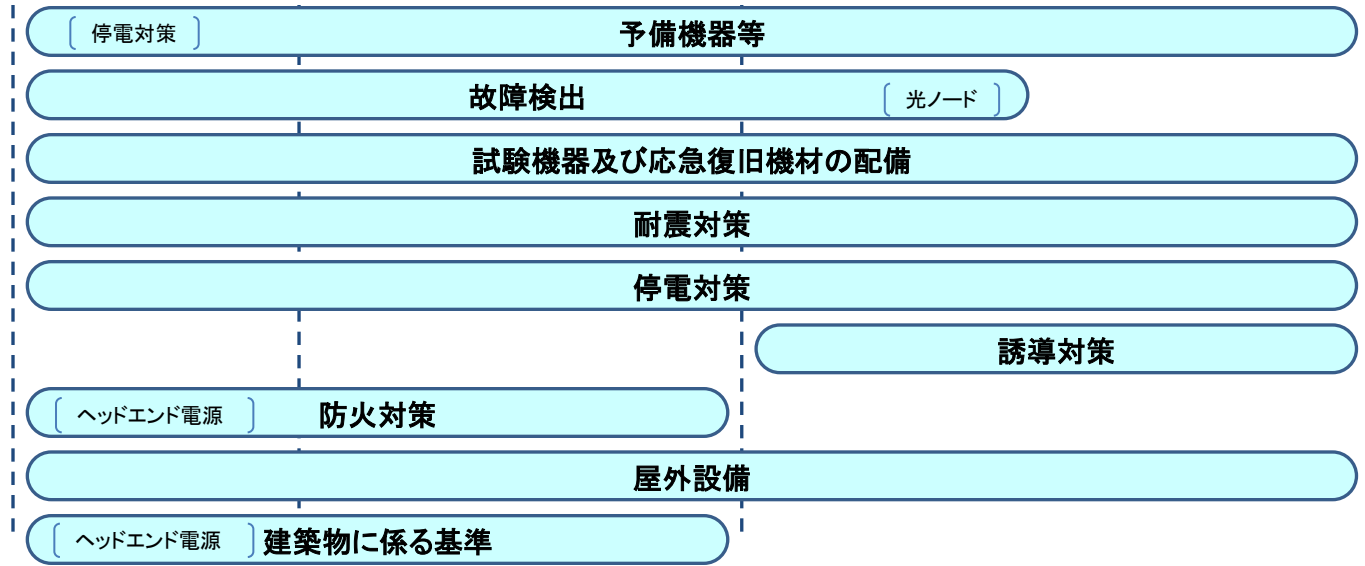 〔 停電対策 〕 予備機器等
故障検出 〔 光ノード 〕
試験機器及び応急復旧機材の配備
耐震対策
停電対策
誘導対策
〔 ヘッドエンド電源 〕 防火対策
屋外設備
〔 ヘッドエンド電源 〕 建築物に係る基準